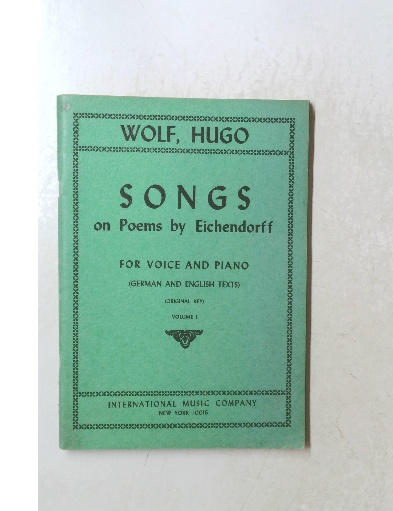 WOLF, HUGO
SONGS
on Poems by Eichendorff
FOR VOICE AND PIANO
(GERMAN AND ENGLISH TEXTS)
(ORIGINAL KEY)
VOLUME I
INTERNATIONAL MUSIC COMPANY
NEW YORK 10016